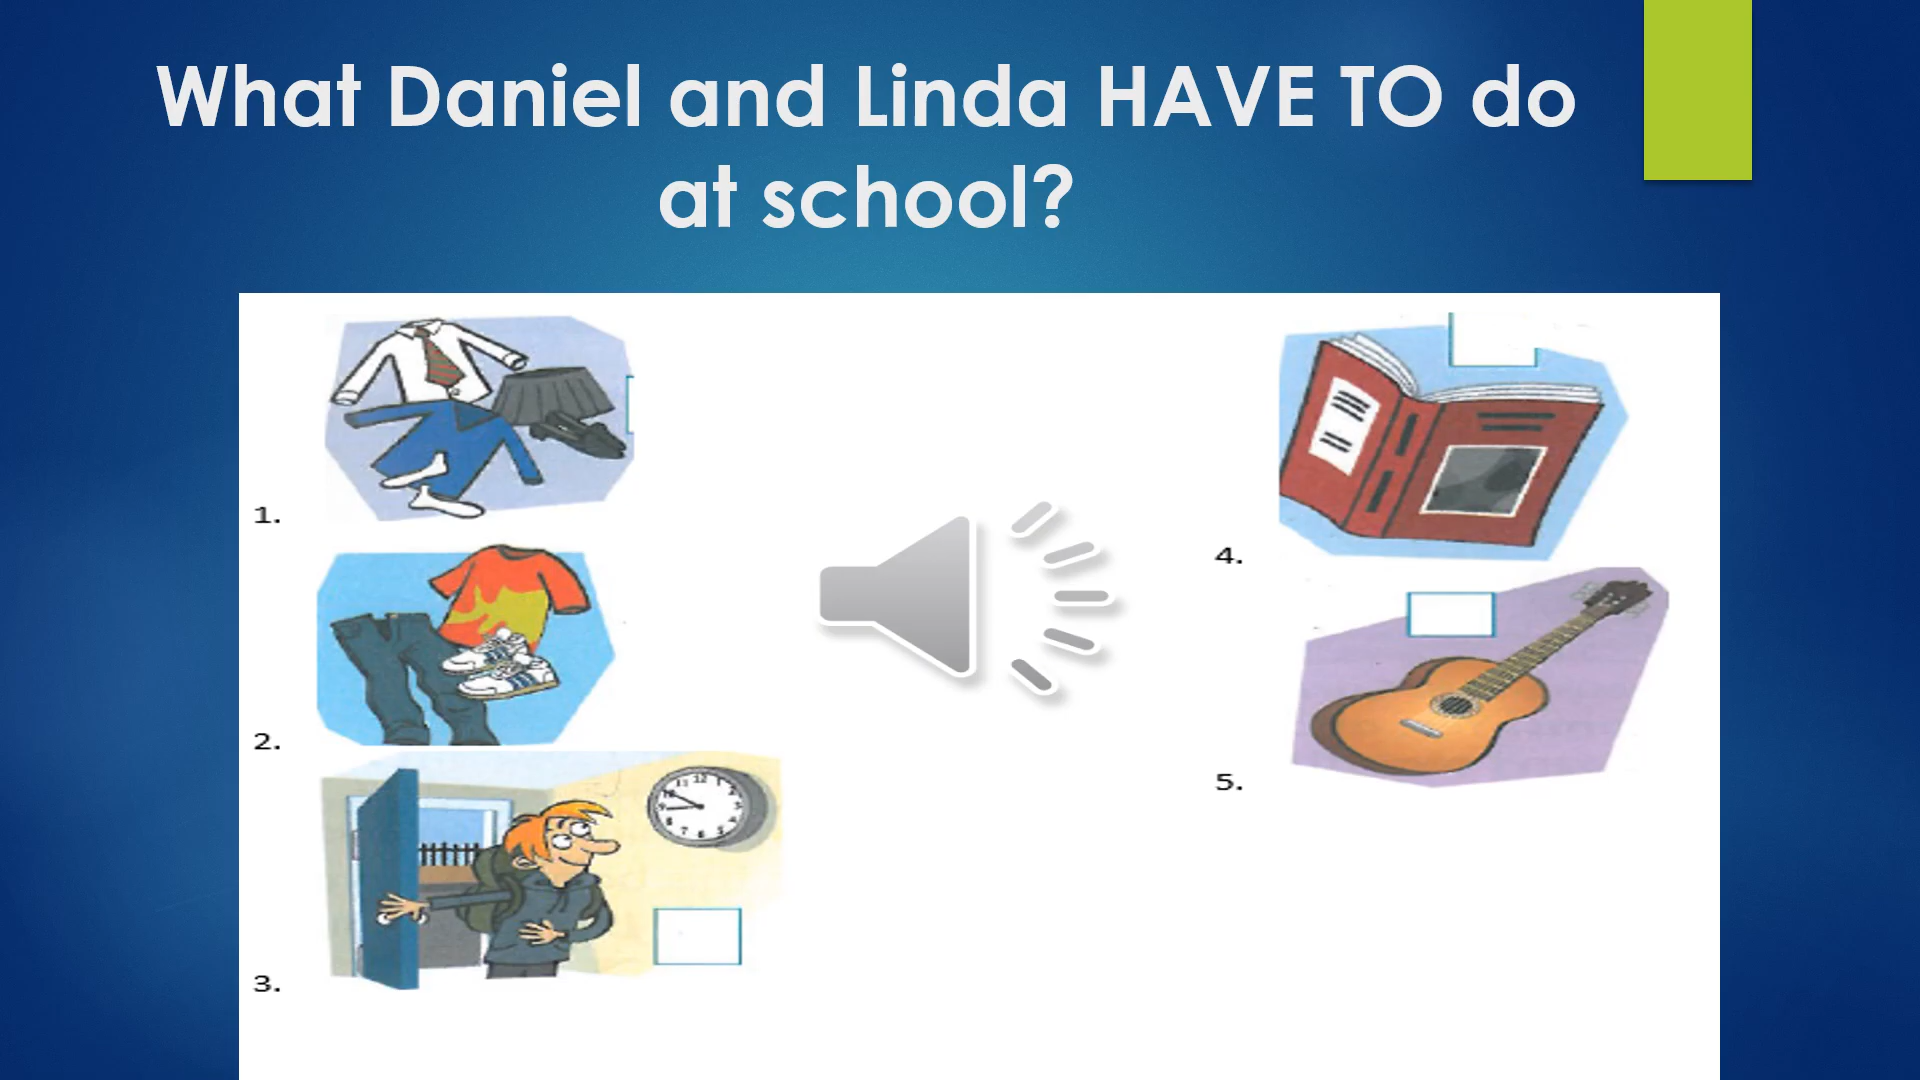 What Daniel and Linda HAVE TO do
at school?
1.
2.
3.
4.
5.